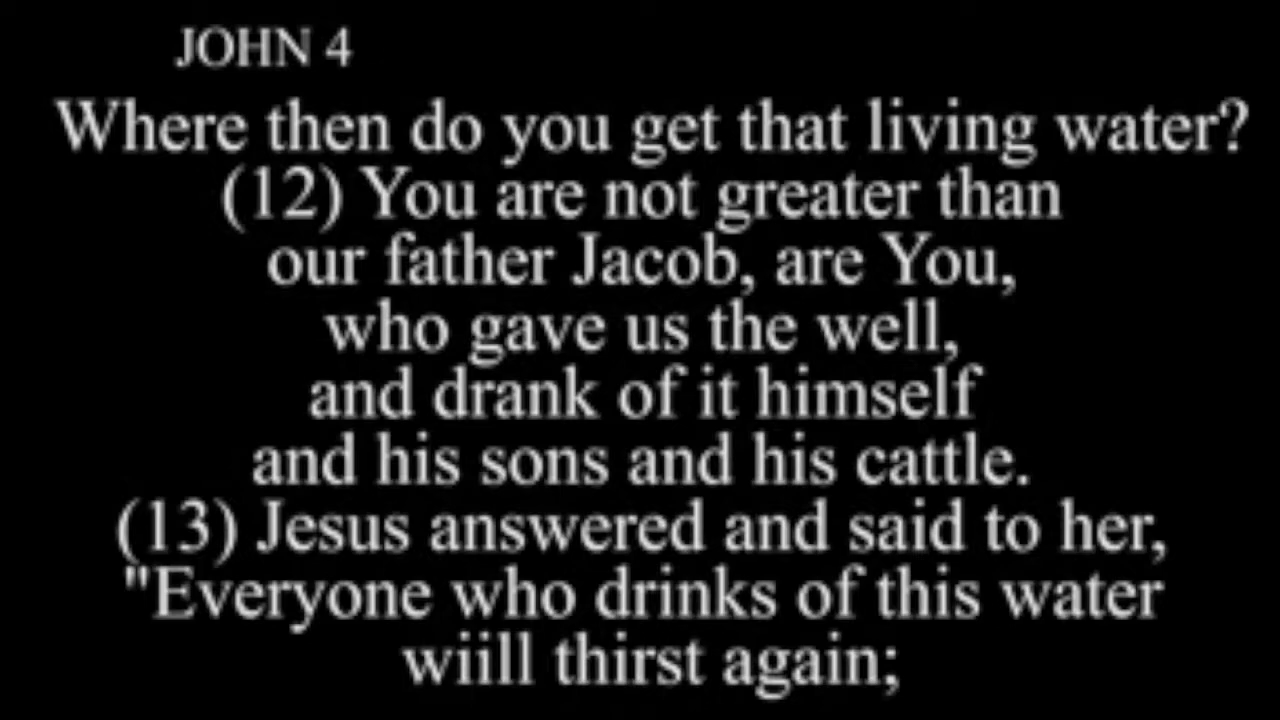 JOHN 4
Where then do you get that living water?
(12) You are not greater than
our father Jacob, are You,
who gave us the well,
and drank of it himself
and his sons and his cattle.
(13) Jesus answered and said to her,
"Everyone who drinks of this water
wiill thirst again;